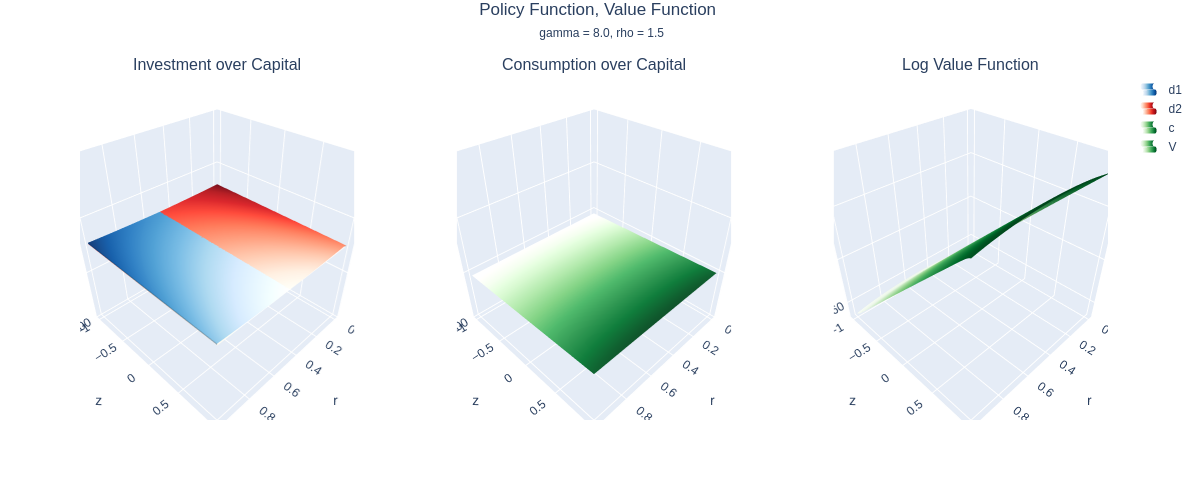 Policy Function, Value Function
gamma = 8.0, rho = 1.5
Investment over Capital
Consumption over Capital
Log Value Function
d1
d2
c
V
−0.5
0
0.5
z
0
0.2
0.4
0.6
0.8
r
−0.5
0
0.5
z
0
0.2
0.4
0.6
0.8
r
−1
−0.5
0
0.5
z
0
0.2
0.4
0.6
0.8
r